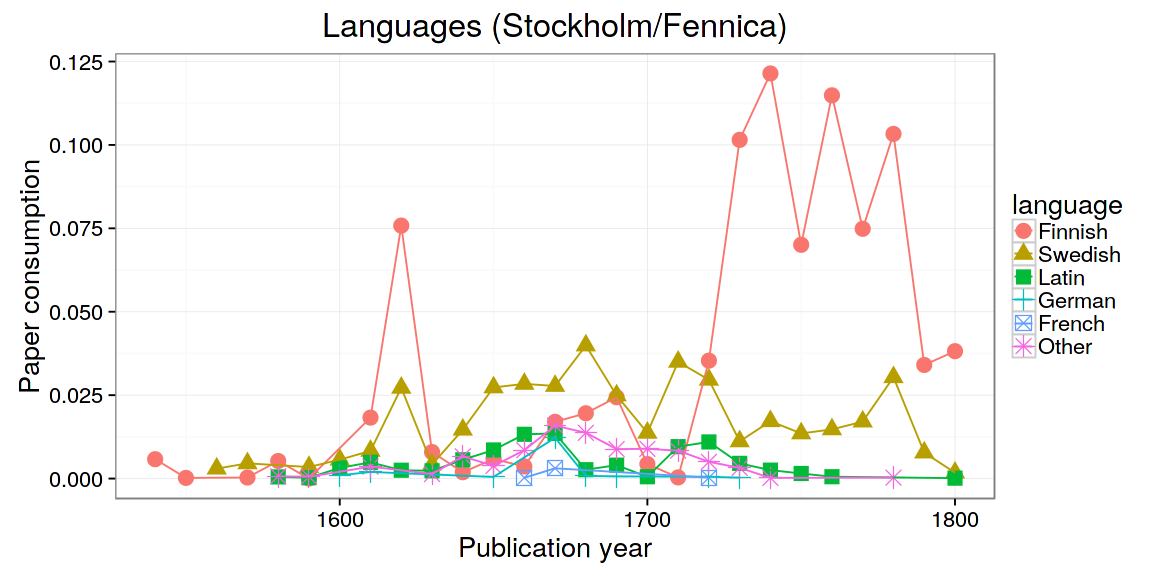 Languages (Stockholm/Fennica)
0.125
0.100
0.075
0.050
0.025
0.000
Paper consumption
1600
1700
1800
Publication year
language
Finnish
Swedish
Latin
German
French
Other